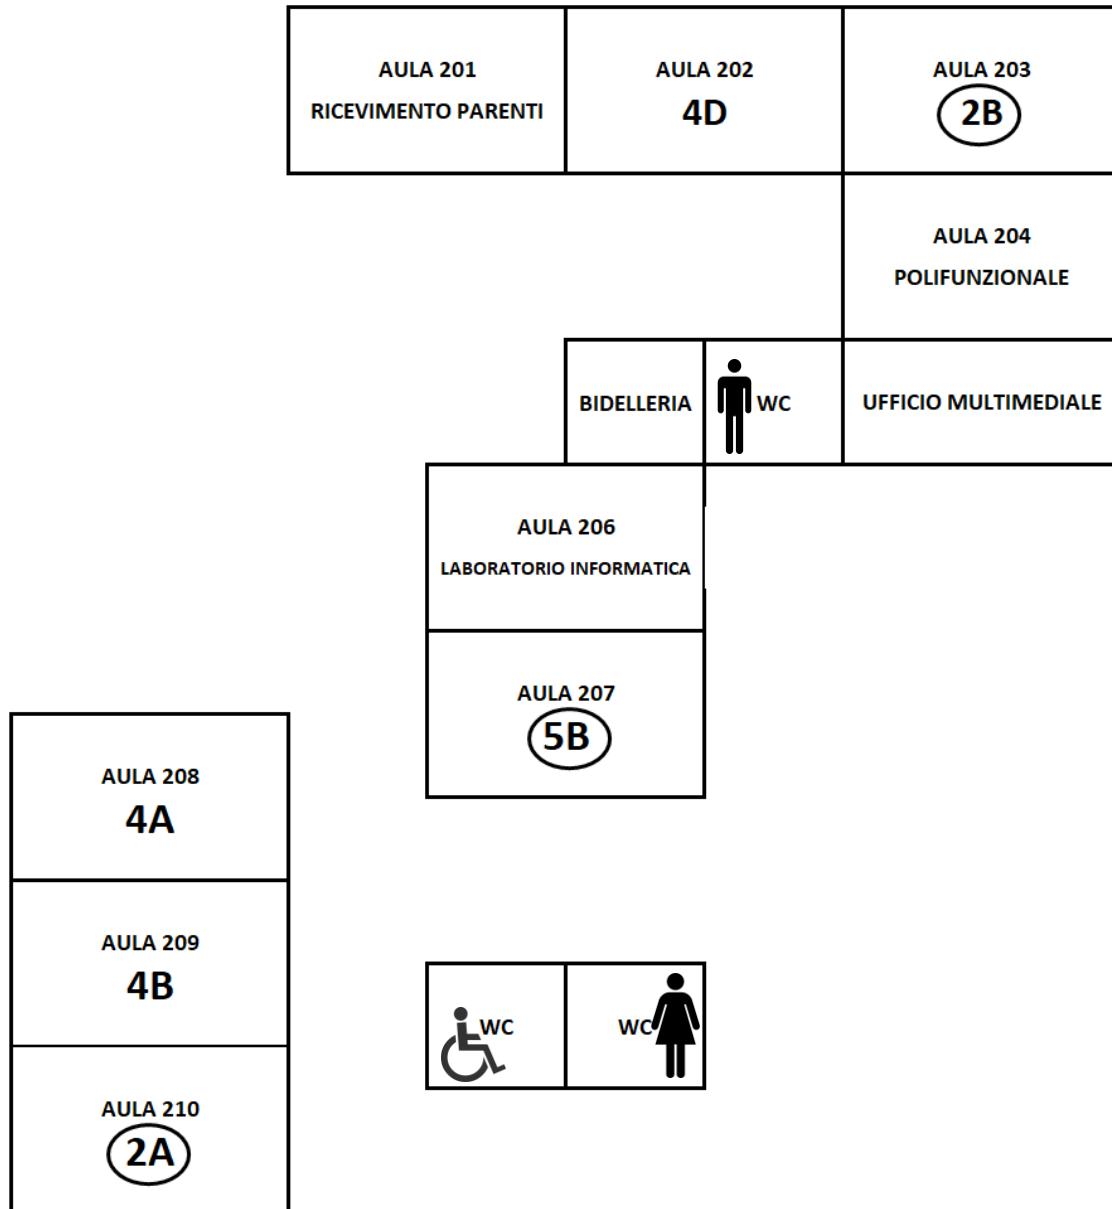 AULA 201
RICEVIMENTO PARENTI
AULA 202
4D
AULA 203
2B
AULA 204
POLIFUNZIONALE
BIDELLERIA
WC
UFFICIO MULTIMEDIALE
AULA 206
LABORATORIO INFORMATICA
AULA 207
5B
AULA 208
4A
AULA 209
4B
WC
WC
AULA 210
2A